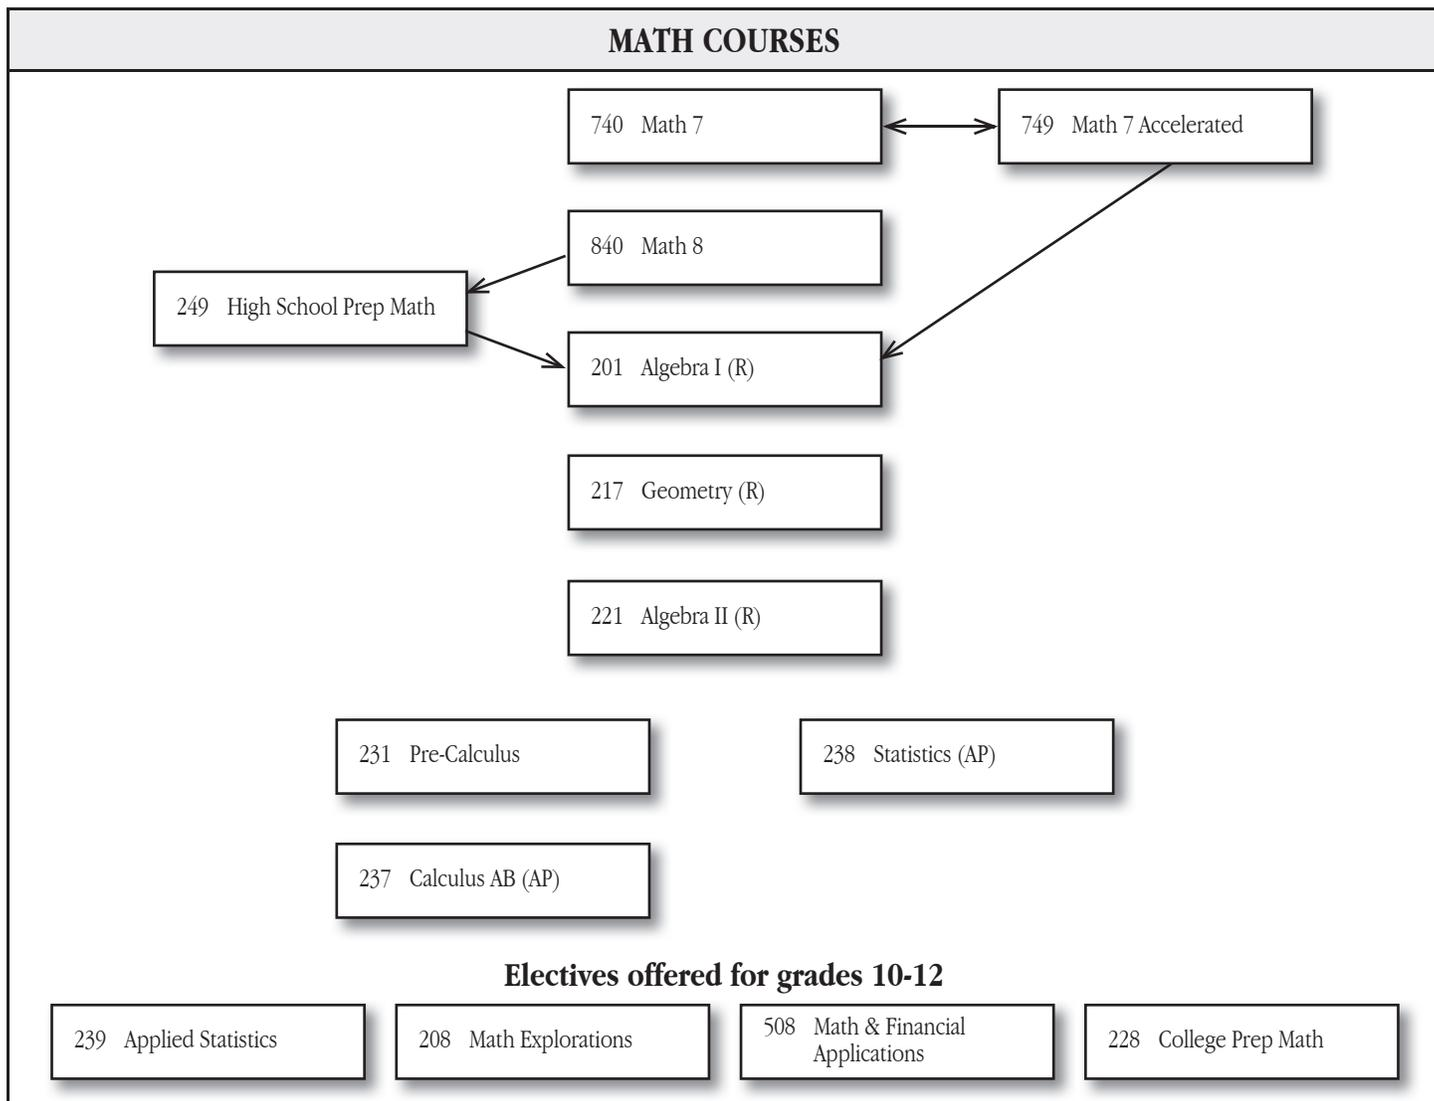 MATH COURSES
740 Math 7
749 Math 7 Accelerated
840 Math 8
249 High School Prep Math
201 Algebra I (R)
217 Geometry (R)
221 Algebra II (R)
231 Pre-Calculus
238 Statistics (AP)
237 Calculus AB (AP)
Electives offered for grades 10-12
239 Applied Statistics
208 Math Explorations
508 Math & Financial
Applications
228 College Prep Math